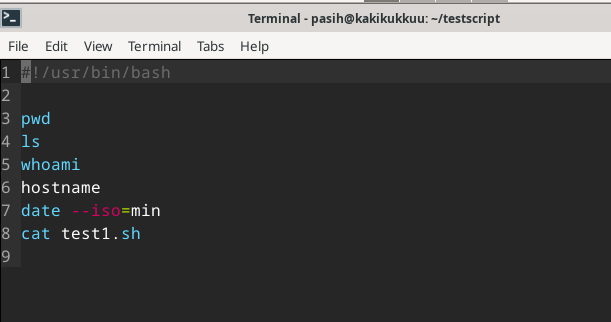 Terminal - pasih@kakikukkuu: ~/testscript
File Edit View Terminal Tabs Help
1 #!/usr/bin/bash
2
3 pwd
4 ls
5 whoami
6 hostname
7 date --iso=min
8 cat test1.sh
9